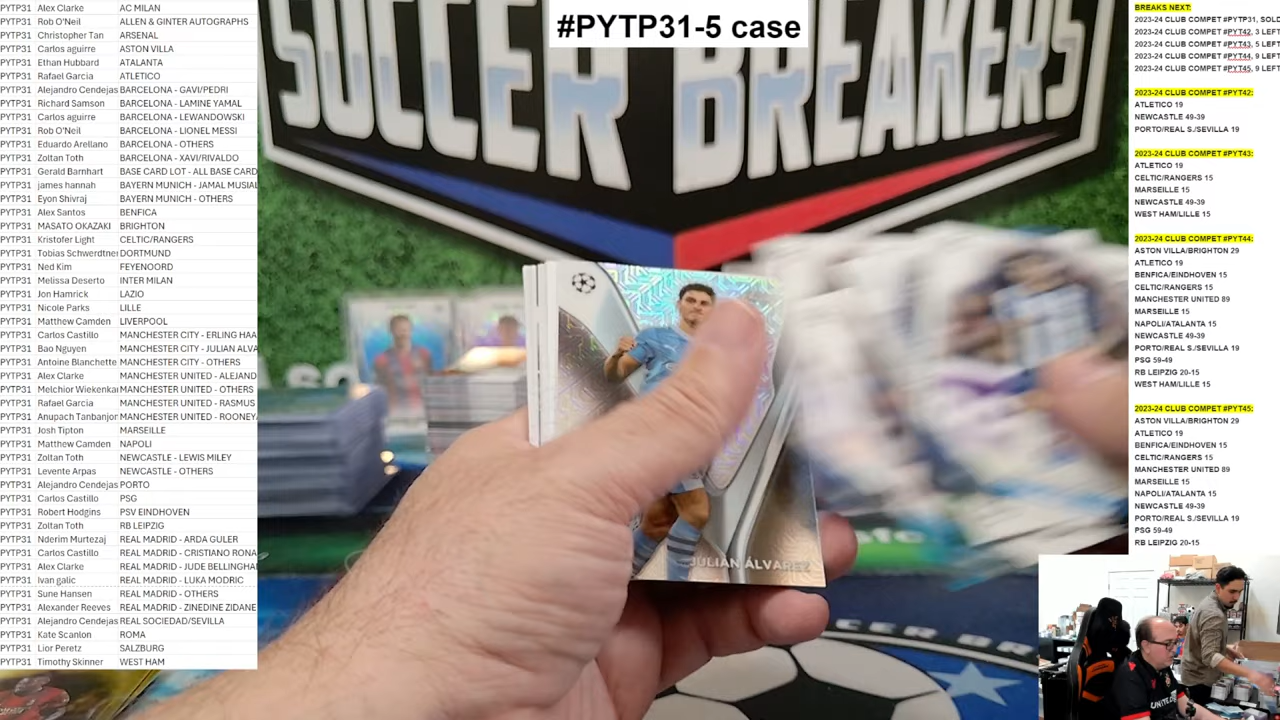 #PYTP31-5 case
SOCCER BREAKERS
PYTP31 Alex Clarke AC MILAN
PYTP31 Rob O'Neil ALLEN & GINTER AUTOGRAPHS
PYTP31 Christopher Tan ARSENAL
PYTP31 Carlos aguirre ASTON VILLA
PYTP31 Ethan Hubbard ATALANTA
PYTP31 Rafael Garcia ATLETICO
PYTP31 Alejandro Cendejas BARCELONA - GAVI/PEDRI
PYTP31 Richard Samson BARCELONA - LAMINE YAMAL
PYTP31 Carlos aguirre BARCELONA - LEWANDOWSKI
PYTP31 Rob O'Neil BARCELONA - LIONEL MESSI
PYTP31 Eduardo Arellano BARCELONA - OTHERS
PYTP31 Zoltan Toth BARCELONA - XAVI/RIVALDO
PYTP31 Gerald Barnhart BASE CARD LOT - ALL BASE CARD
PYTP31 james hannah BAYERN MUNICH - JAMAL MUSIAL
PYTP31 Eyon Shivraj BAYERN MUNICH - OTHERS
PYTP31 Alex Santos BENFICA
PYTP31 MASATO OKAZAKI BRIGHTON
PYTP31 Kristofer Light CELTIC/RANGERS
PYTP31 Tobias Schwerdtner DORTMUND
PYTP31 Ned Kim FEYENOORD
PYTP31 Melissa Deserto INTER MILAN
PYTP31 Jon Hamrick LAZIO
PYTP31 Nicole Parks LILLE
PYTP31 Matthew Camden LIVERPOOL
PYTP31 Carlos Castillo MANCHESTER CITY - ERLING HAA
PYTP31 Bao Nguyen MANCHESTER CITY - JULIAN ALVA
PYTP31 Antoine Blanchette MANCHESTER CITY - OTHERS
PYTP31 Alex Clarke MANCHESTER UNITED - ALEJAND
PYTP31 Melchior Wiekenkam MANCHESTER UNITED - OTHERS
PYTP31 Rafael Garcia MANCHESTER UNITED - RASMUS
PYTP31 Anupach Tanbanjon MANCHESTER UNITED - ROONEY
PYTP31 Josh Tipton MARSEILLE
PYTP31 Matthew Camden NAPOLI
PYTP31 Zoltan Toth NEWCASTLE - LEWIS MILEY
PYTP31 Levente Arpas NEWCASTLE - OTHERS
PYTP31 Alejandro Cendejas PORTO
PYTP31 Carlos Castillo PSG
PYTP31 Robert Hodgins PSV EINDHOVEN
PYTP31 Zoltan Toth RB LEIPZIG
PYTP31 Nderim Murtezaj REAL MADRID - ARDA GULER
PYTP31 Carlos Castillo REAL MADRID - CRISTIANO RONA
PYTP31 Alex Clarke REAL MADRID - JUDE BELLINGHA
PYTP31 Ivan galic REAL MADRID - LUKA MODRIC
PYTP31 Sune Hansen REAL MADRID - OTHERS
PYTP31 Alexander Reeves REAL MADRID - ZINEDINE ZIDANE
PYTP31 Alejandro Cendejas REAL SOCIEDAD/SEVILLA
PYTP31 Kate Scanlon ROMA
PYTP31 Lior Peretz SALZBURG
PYTP31 Timothy Skinner WEST HAM
JULIÁN ÁLVAREZ
BREAKS NEXT:
2023-24 CLUB COMPET #PYTP31, SOLD
2023-24 CLUB COMPET #PYT42, 3 LEFT
2023-24 CLUB COMPET #PYT43, 5 LEFT
2023-24 CLUB COMPET #PYT44, 9 LEFT
2023-24 CLUB COMPET #PYT45, 9 LEFT
2023-24 CLUB COMPET #PYT42:
ATLETICO 19
NEWCASTLE 49-39
PORTO/REAL S./SEVILLA 19
2023-24 CLUB COMPET #PYT43:
ATLETICO 19
CELTIC/RANGERS 15
MARSEILLE 15
NEWCASTLE 49-39
WEST HAM/LILLE 15
2023-24 CLUB COMPET #PYT44:
ASTON VILLA/BRIGHTON 29
ATLETICO 19
BENFICA/EINDHOVEN 15
CELTIC/RANGERS 15
MANCHESTER UNITED 89
MARSEILLE 15
NAPOLI/ATALANTA 15
NEWCASTLE 49-39
PORTO/REAL S./SEVILLA 19
PSG 59-49
RB LEIPZIG 20-15
WEST HAM/LILLE 15
2023-24 CLUB COMPET #PYT45:
ASTON VILLA/BRIGHTON 29
ATLETICO 19
BENFICA/EINDHOVEN 15
CELTIC/RANGERS 15
MANCHESTER UNITED 89
MARSEILLE 15
NAPOLI/ATALANTA 15
NEWCASTLE 49-39
PORTO/REAL S./SEVILLA 19
PSG 59-49
RB LEIPZIG 20-15